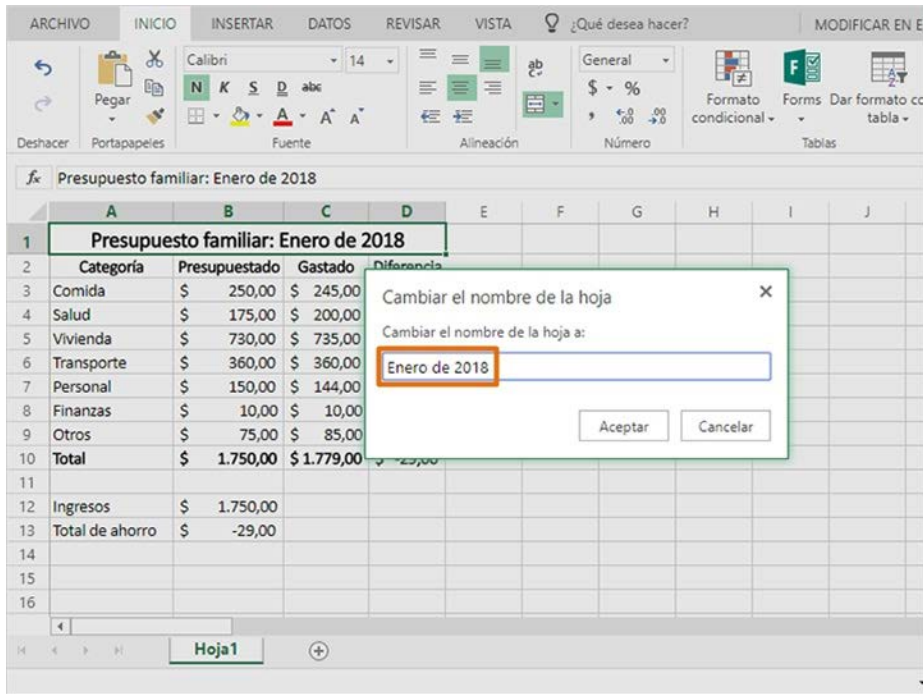 ARCHIVO INICIO INSERTAR DATOS REVISAR VISTA ¿Qué desea hacer? MODIFICAR EN E
Calibri 14 General
Pegar N K S D abc $ % Formato condicional Forms Dar formato co tabla
Deshacer Portapapeles Fuente Alineación Número Tablas
fx Presupuesto familiar: Enero de 2018
A B C D E F G H I J
1 Presupuesto familiar: Enero de 2018
2 Categoría Presupuestado Gastado Diferencia
3 Comida $ 250,00 $ 245,00
4 Salud $ 175,00 $ 200,00
5 Vivienda $ 730,00 $ 735,00
6 Transporte $ 360,00 $ 360,00
7 Personal $ 150,00 $ 144,00
8 Finanzas $ 10,00 $ 10,00
9 Otros $ 75,00 $ 85,00
10 Total $ 1.750,00 $ 1.779,00 $ -29,00
11
12 Ingresos $ 1.750,00
13 Total de ahorro $ -29,00
14
15
16
Cambiar el nombre de la hoja
Cambiar el nombre de la hoja a:
Enero de 2018
Aceptar Cancelar
Hoja1